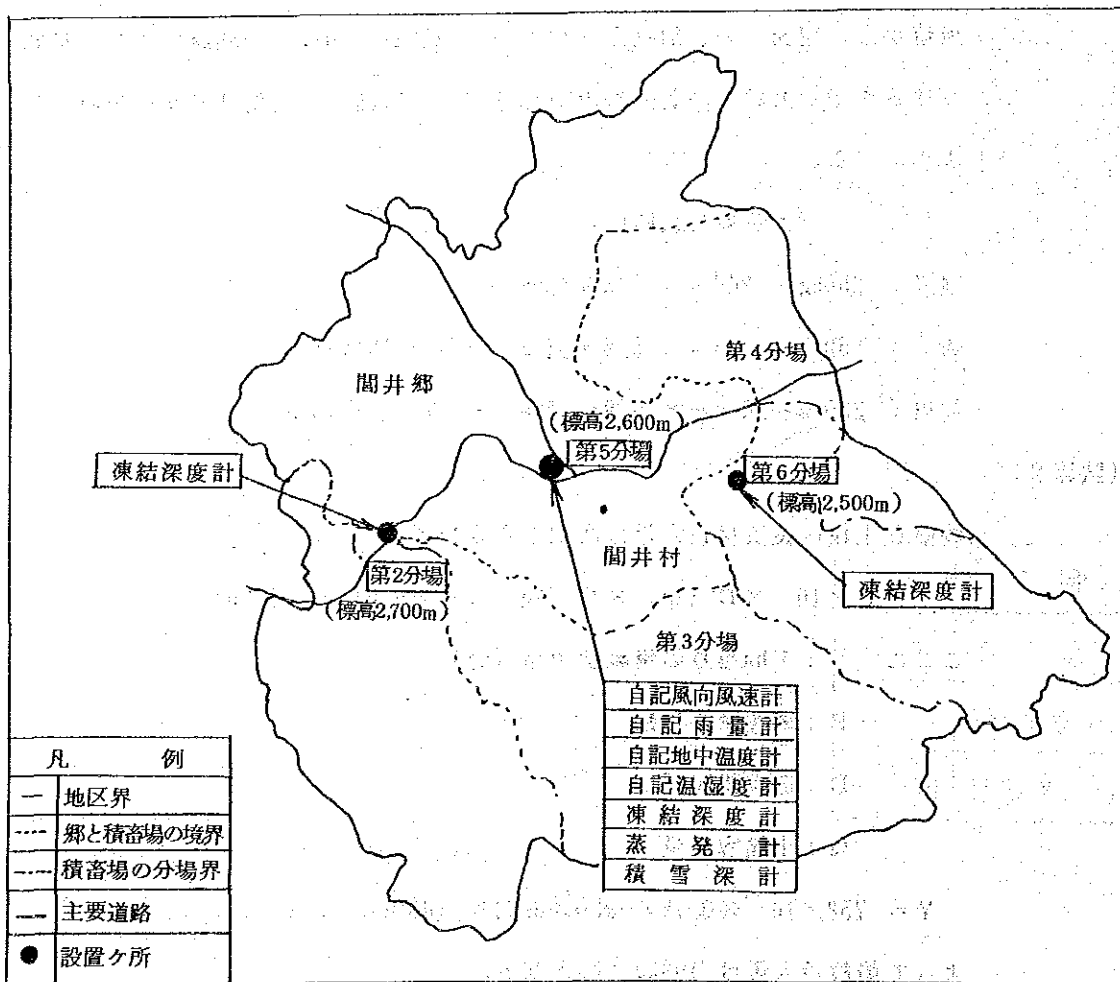 第4分場
閭井郷
(標高2,600m)
第5分場
凍結深度計
第6分場
(標高2,500m)
閭井村
第2分場
凍結深度計
(標高2,700m)
第3分場
自記風向風速計
自記雨量計
自記地中温度計
自記温湿度計
凍結深度計
蒸発計
積雪深計
凡 例
地区界
郷と積畜場の境界
積畜場の分場界
主要道路
設置ケ所